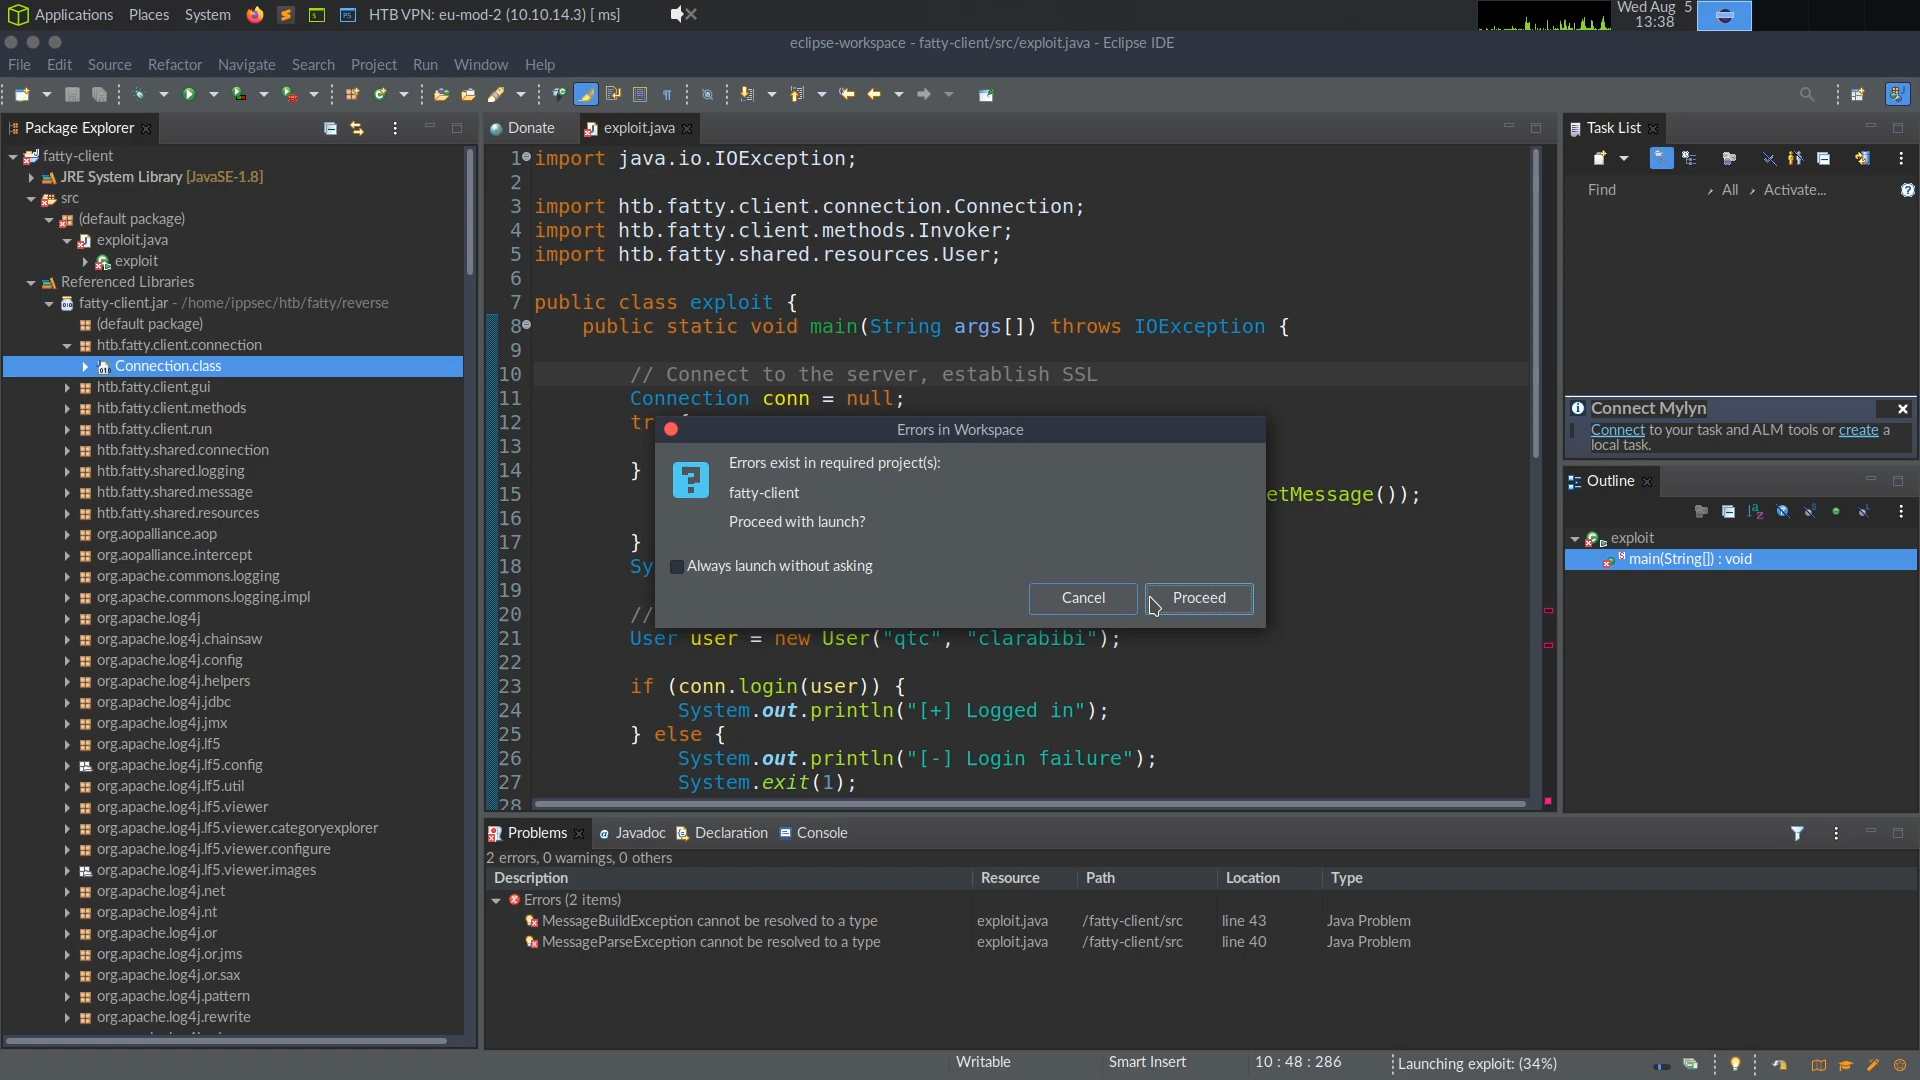 Applications Places System HTB VPN: eu-mod-2 (10.10.14.3) [ ms] Wed Aug 5
13:38
eclipse-workspace - fatty-client/src/exploit.java - Eclipse IDE
File Edit Source Refactor Navigate Search Project Run Window Help
Package Explorer
fatty-client
JRE System Library [JavaSE-1.8]
src
(default package)
exploit.java
exploit
Referenced Libraries
fatty-client.jar - /home/ippsec/htb/fatty/reverse
(default package)
htb.fatty.client.connection
Connection.class
htb.fatty.client.gui
htb.fatty.client.methods
htb.fatty.client.run
htb.fatty.shared.connection
htb.fatty.shared.logging
htb.fatty.shared.message
htb.fatty.shared.resources
org.aopalliance.aop
org.aopalliance.intercept
org.apache.commons.logging
org.apache.commons.logging.impl
org.apache.log4j
org.apache.log4j.chainsaw
org.apache.log4j.config
org.apache.log4j.helpers
org.apache.log4j.jdbc
org.apache.log4j.jmx
org.apache.log4j.lf5
org.apache.log4j.lf5.config
org.apache.log4j.lf5.util
org.apache.log4j.lf5.viewer
org.apache.log4j.lf5.viewer.categoryexplorer
org.apache.log4j.lf5.viewer.configure
org.apache.log4j.lf5.viewer.images
org.apache.log4j.net
org.apache.log4j.nt
org.apache.log4j.or
org.apache.log4j.or.jms
org.apache.log4j.or.sax
org.apache.log4j.pattern
org.apache.log4j.rewrite
Donate exploit.java
1 import java.io.IOException;
2
3 import htb.fatty.client.connection.Connection;
4 import htb.fatty.client.methods.Invoker;
5 import htb.fatty.shared.resources.User;
6
7 public class exploit {
8 public static void main(String args[]) throws IOException {
9
10 // Connect to the server, establish SSL
11 Connection conn = null;
12 tr
13
14 }
15 etMessage());
16
17 }
18 Sy
19
20 //
21 User user = new User("qtc", "clarabibi");
22
23 if (conn.login(user)) {
24 System.out.println("[+] Logged in");
25 } else {
26 System.out.println("[-] Login failure");
27 System.exit(1);
28
Errors in Workspace
Errors exist in required project(s):
fatty-client
Proceed with launch?
Always launch without asking
Cancel Proceed
Task List
Find All Activate...
Connect Mylyn
Connect to your task and ALM tools or create a
local task.
Outline
exploit
main(String[]) : void
Problems Javadoc Declaration Console
2 errors, 0 warnings, 0 others
Description Resource Path Location Type
Errors (2 items)
MessageBuildException cannot be resolved to a type exploit.java /fatty-client/src line 43 Java Problem
MessageParseException cannot be resolved to a type exploit.java /fatty-client/src line 40 Java Problem
Writable Smart Insert 10 : 48 : 286 Launching exploit: (34%)